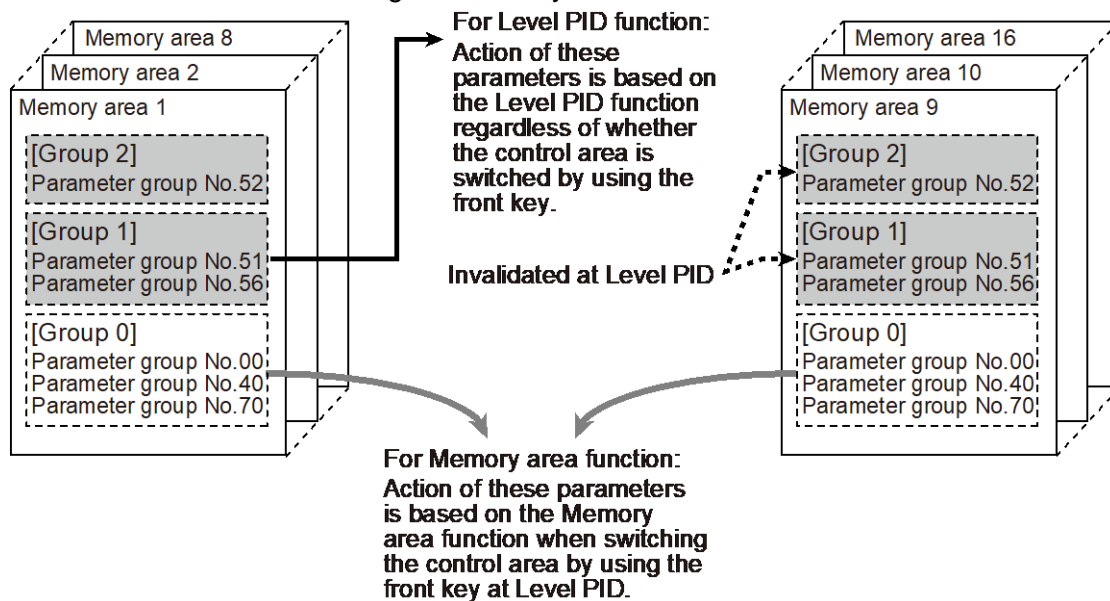 Memory area 8
Memory area 2
Memory area 1
[Group 2]
Parameter group No.52
[Group 1]
Parameter group No.51
Parameter group No.56
[Group 0]
Parameter group No.00
Parameter group No.40
Parameter group No.70
For Level PID function:
Action of these
parameters is based on
the Level PID function
regardless of whether
the control area is
switched by using the
front key.
Invalidated at Level PID
Memory area 16
Memory area 10
Memory area 9
[Group 2]
Parameter group No.52
[Group 1]
Parameter group No.51
Parameter group No.56
[Group 0]
Parameter group No.00
Parameter group No.40
Parameter group No.70
For Memory area function:
Action of these parameters
is based on the Memory
area function when switching
the control area by using the
front key at Level PID.